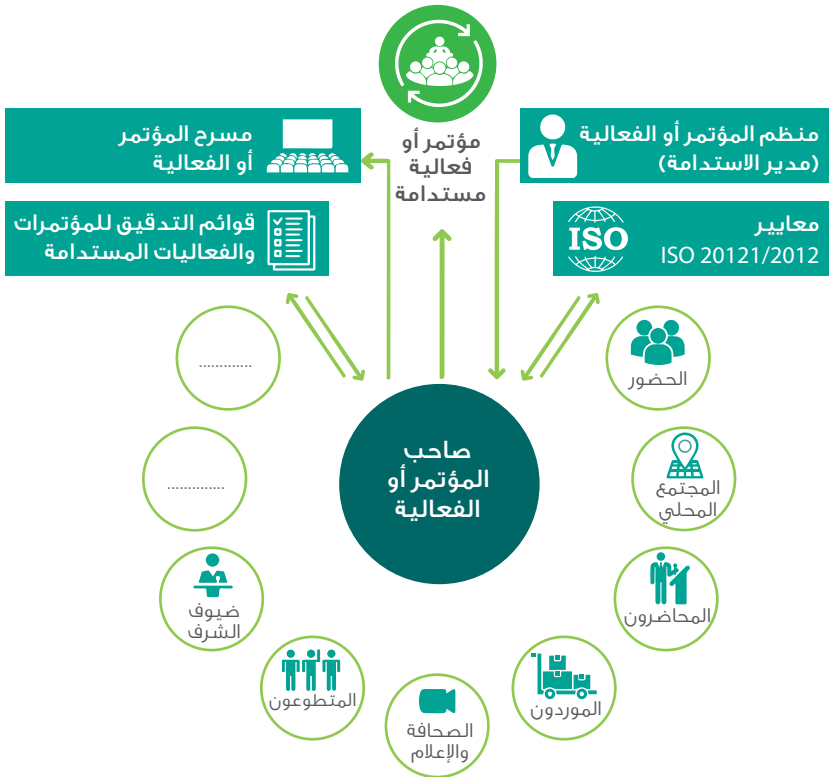 مؤتمر أو
فعالية
مستدامة
منظم المؤتمر أو الفعالية
(مدير الاستدامة)
مسرح المؤتمر
أو الفعالية
معايير
ISO 20121/2012
ISO
قوائم التدقيق للمؤتمرات
والفعاليات المستدامة
صاحب
المؤتمر أو
الفعالية
الحضور
المجتمع
المحلي
المحاضرون
الموردون
الصحافة
والإعلام
المتطوعون
ضيوف
الشرف
.............
.............